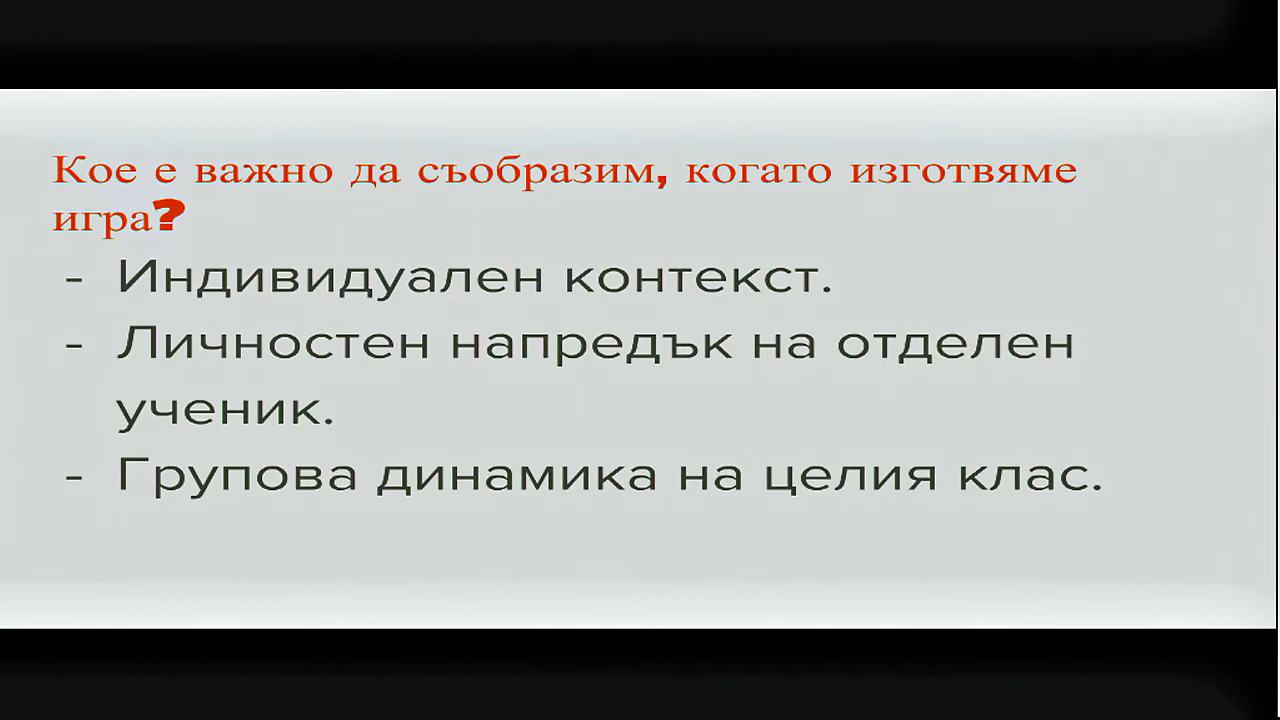 Кое е важно да съобразим, когато изготвяме
игра?
- Индивидуален контекст.
- Личностен напредък на отделен
ученик.
- Групова динамика на целия клас.